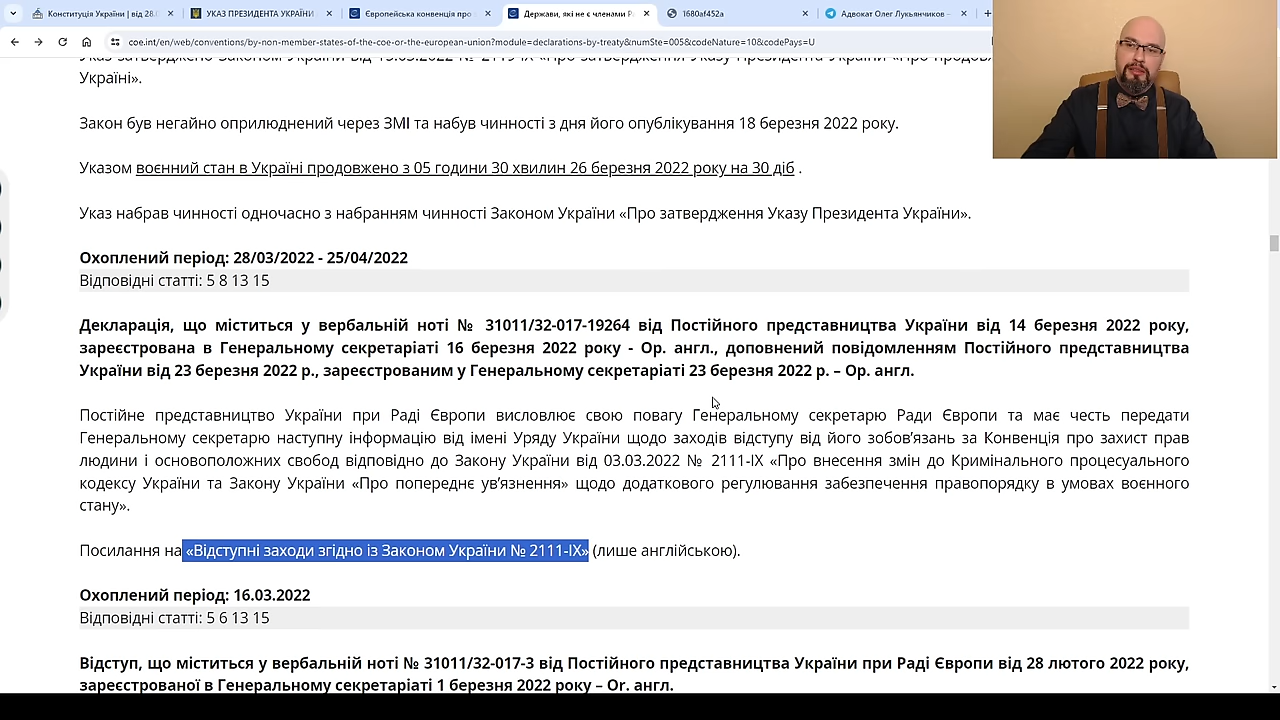 Конституція України | від 28.
УКАЗ ПРЕЗИДЕНТА УКРАЇНИ
Європейська конвенція про
Держави, які не є членами Р
1680af452a
Адвокат Олег Лукьянчиков –
coe.int/en/web/conventions/by-non-member-states-of-the-coe-or-the-european-union?module=declarations-by-treaty&numSte=005&codeNature=10&codePays=U
Україні».
Закон був негайно оприлюднений через ЗМІ та набув чинності з дня його опублікування 18 березня 2022 року.
Указом воєнний стан в Україні продовжено з 05 години 30 хвилин 26 березня 2022 року на 30 діб .
Указ набрав чинності одночасно з набранням чинності Законом України «Про затвердження Указу Президента України».
Охоплений період: 28/03/2022 - 25/04/2022
Відповідні статті: 5 8 13 15
Декларація, що міститься у вербальній ноті № 31011/32-017-19264 від Постійного представництва України від 14 березня 2022 року,
зареєстрована в Генеральному секретаріаті 16 березня 2022 року - Ор. англ., доповнений повідомленням Постійного представництва
України від 23 березня 2022 р., зареєстрованим у Генеральному секретаріаті 23 березня 2022 р. – Ор. англ.
Постійне представництво України при Раді Європи висловлює свою повагу Генеральному секретарю Ради Європи та має честь передати
Генеральному секретарю наступну інформацію від імені Уряду України щодо заходів відступу від його зобов’язань за Конвенція про захист прав
людини і основоположних свобод відповідно до Закону України від 03.03.2022 № 2111-IX «Про внесення змін до Кримінального процесуального
кодексу України та Закону України «Про попереднє ув’язнення» щодо додаткового регулювання забезпечення правопорядку в умовах воєнного
стану».
Посилання на «Відступні заходи згідно із Законом України № 2111-IX» (лише англійською).
Охоплений період: 16.03.2022
Відповідні статті: 5 6 13 15
Відступ, що міститься у вербальній ноті № 31011/32-017-3 від Постійного представництва України при Раді Європи від 28 лютого 2022 року,
зареєстрованої в Генеральному секретаріаті 1 березня 2022 року – Or. англ.